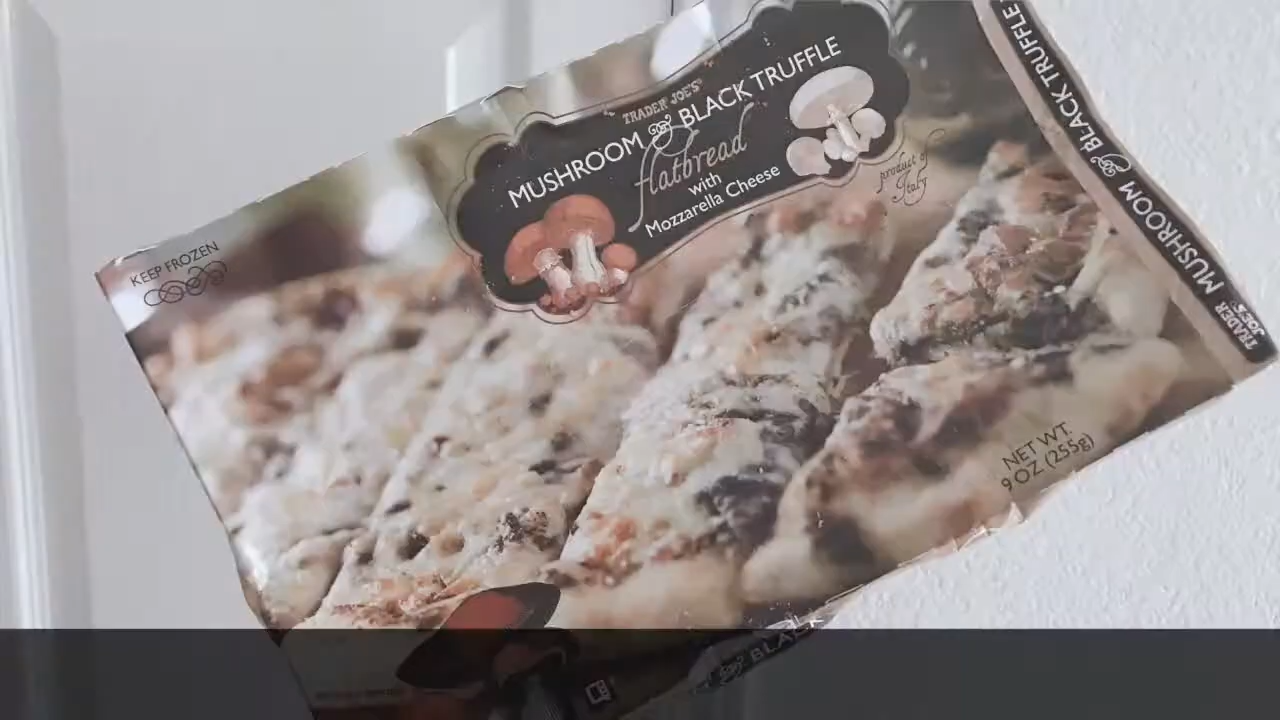 TRADER JOE'S
MUSHROOM & BLACK TRUFFLE
flatbread
with
Mozzarella Cheese
product of
Italy
KEEP FROZEN
NET WT.
9 OZ (255g)
TRADER
JOE'S
MUSHROOM & BLACK TRUFFLE
& BLACK